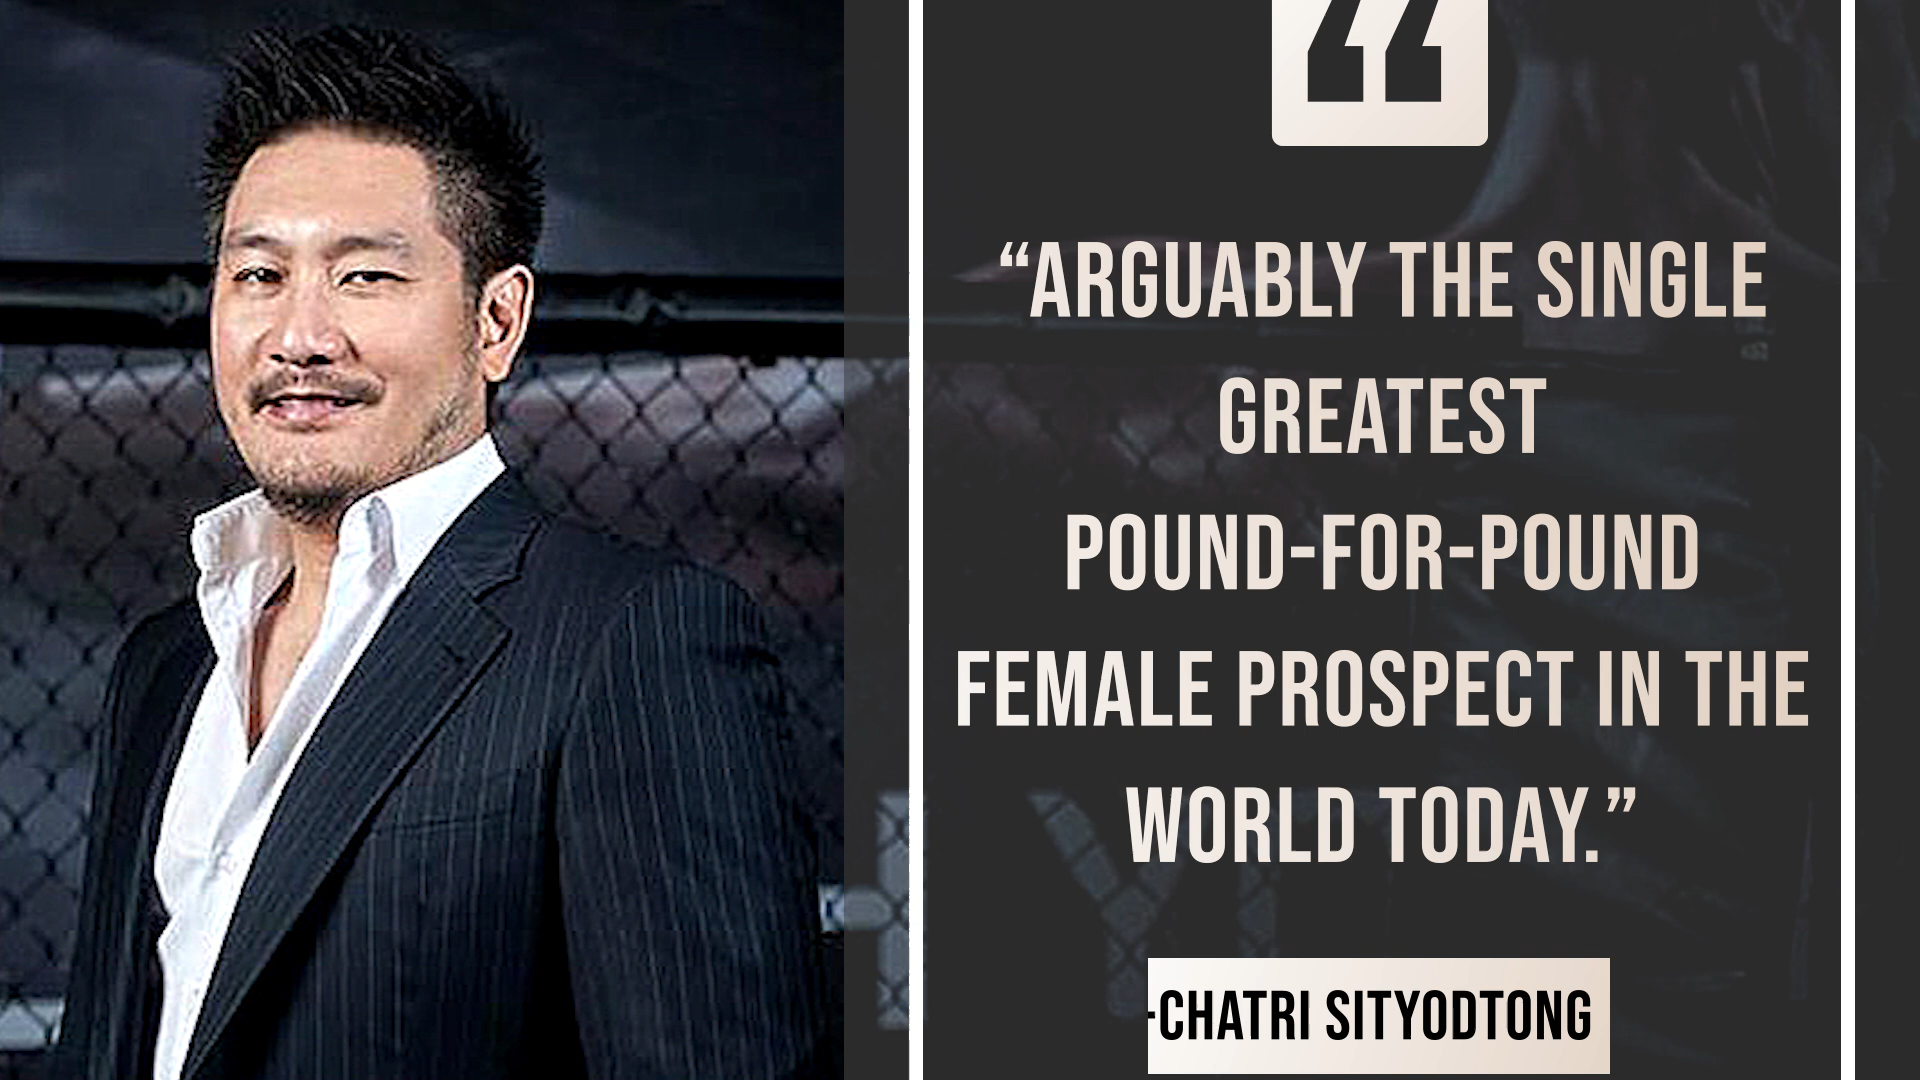 “
“ARGUABLY THE SINGLE
GREATEST
POUND-FOR-POUND
FEMALE PROSPECT IN THE
WORLD TODAY.”
-CHATRI SITYODTONG